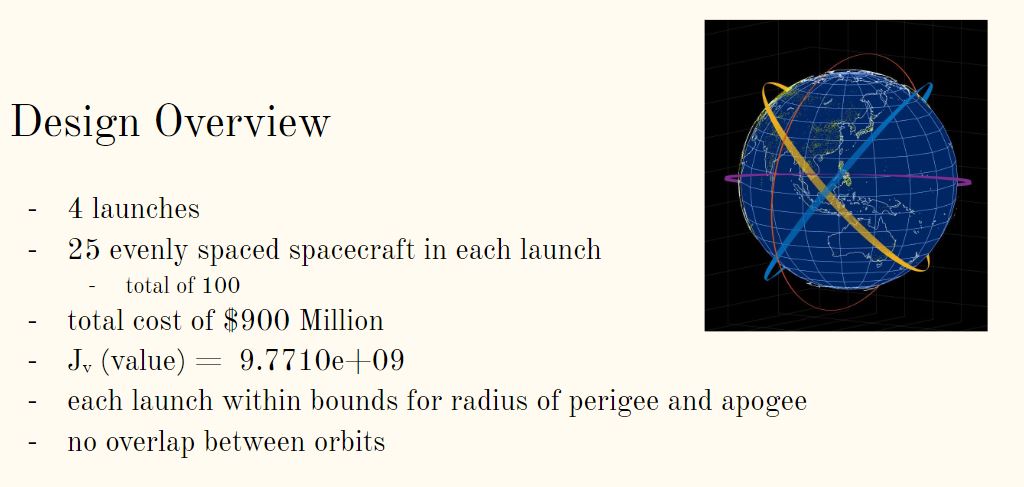 Design Overview
- 4 launches
- 25 evenly spaced spacecraft in each launch
- total of 100
- total cost of $900 Million
- Jᵥ (value) = 9.7710e+09
- each launch within bounds for radius of perigee and apogee
- no overlap between orbits